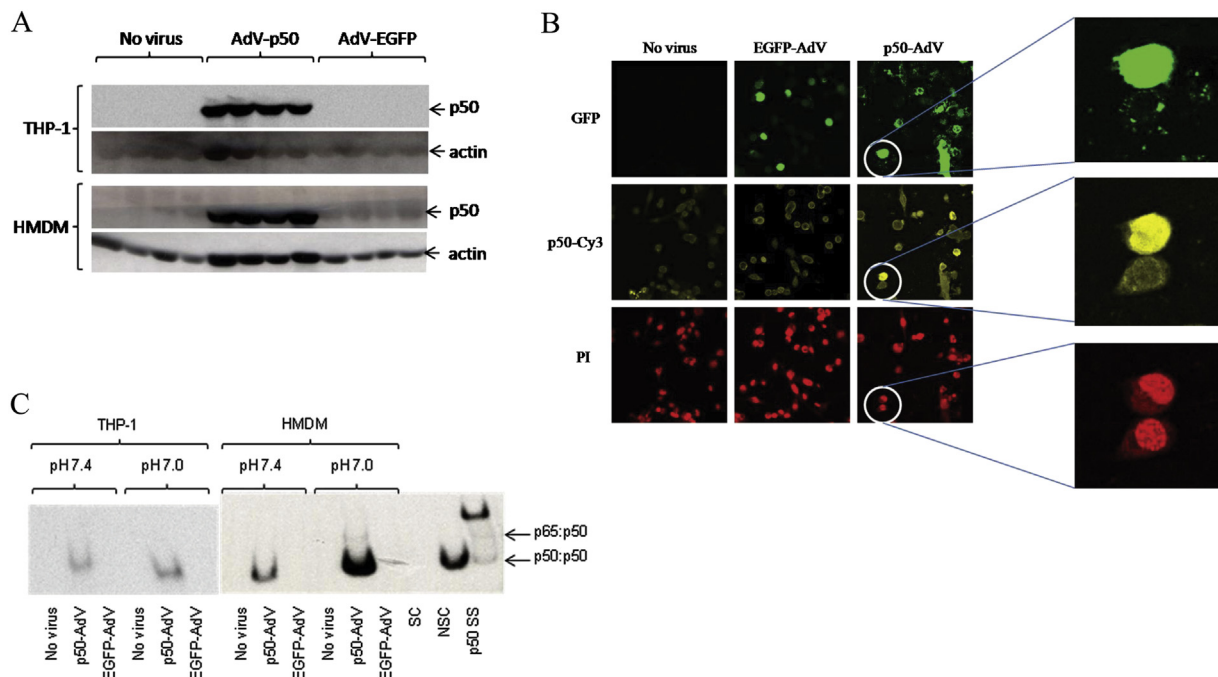 A
No virus AdV-p50 AdV-EGFP
THP-1
p50
actin
HMDM
p50
actin
B
No virus EGFP-AdV p50-AdV
GFP
p50-Cy3
PI
C
THP-1 HMDM
pH7.4 pH7.0 pH7.4 pH7.0
p65:p50
p50:p50
No virus p50-AdV EGFP-AdV No virus p50-AdV EGFP-AdV No virus p50-AdV EGFP-AdV No virus p50-AdV EGFP-AdV SC NSC p50 SS